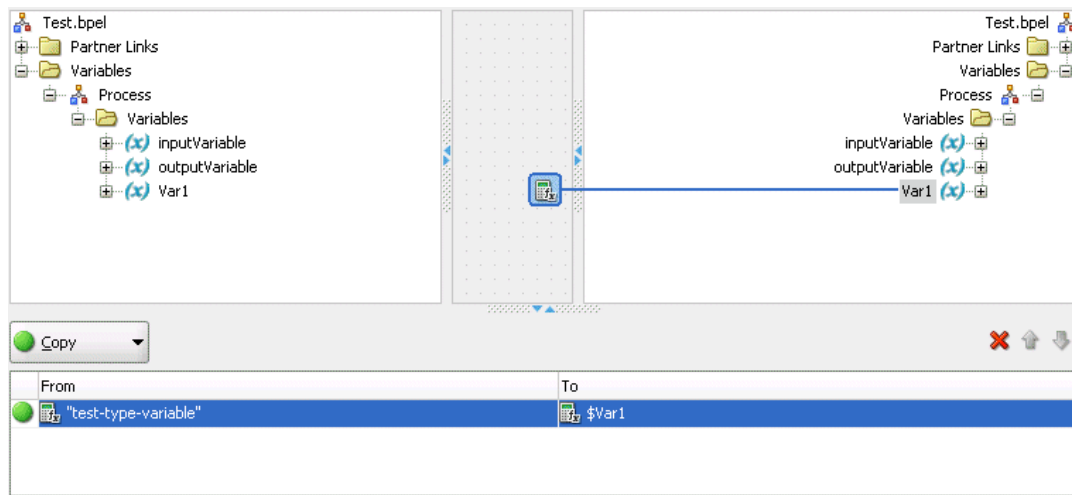 Test.bpel
Partner Links
Variables
Process
Variables
(x) inputVariable
(x) outputVariable
(x) Var1
Test.bpel
Partner Links
Variables
Process
Variables
inputVariable (x)
outputVariable (x)
Var1 (x)
Copy
From To
"test-type-variable" $Var1